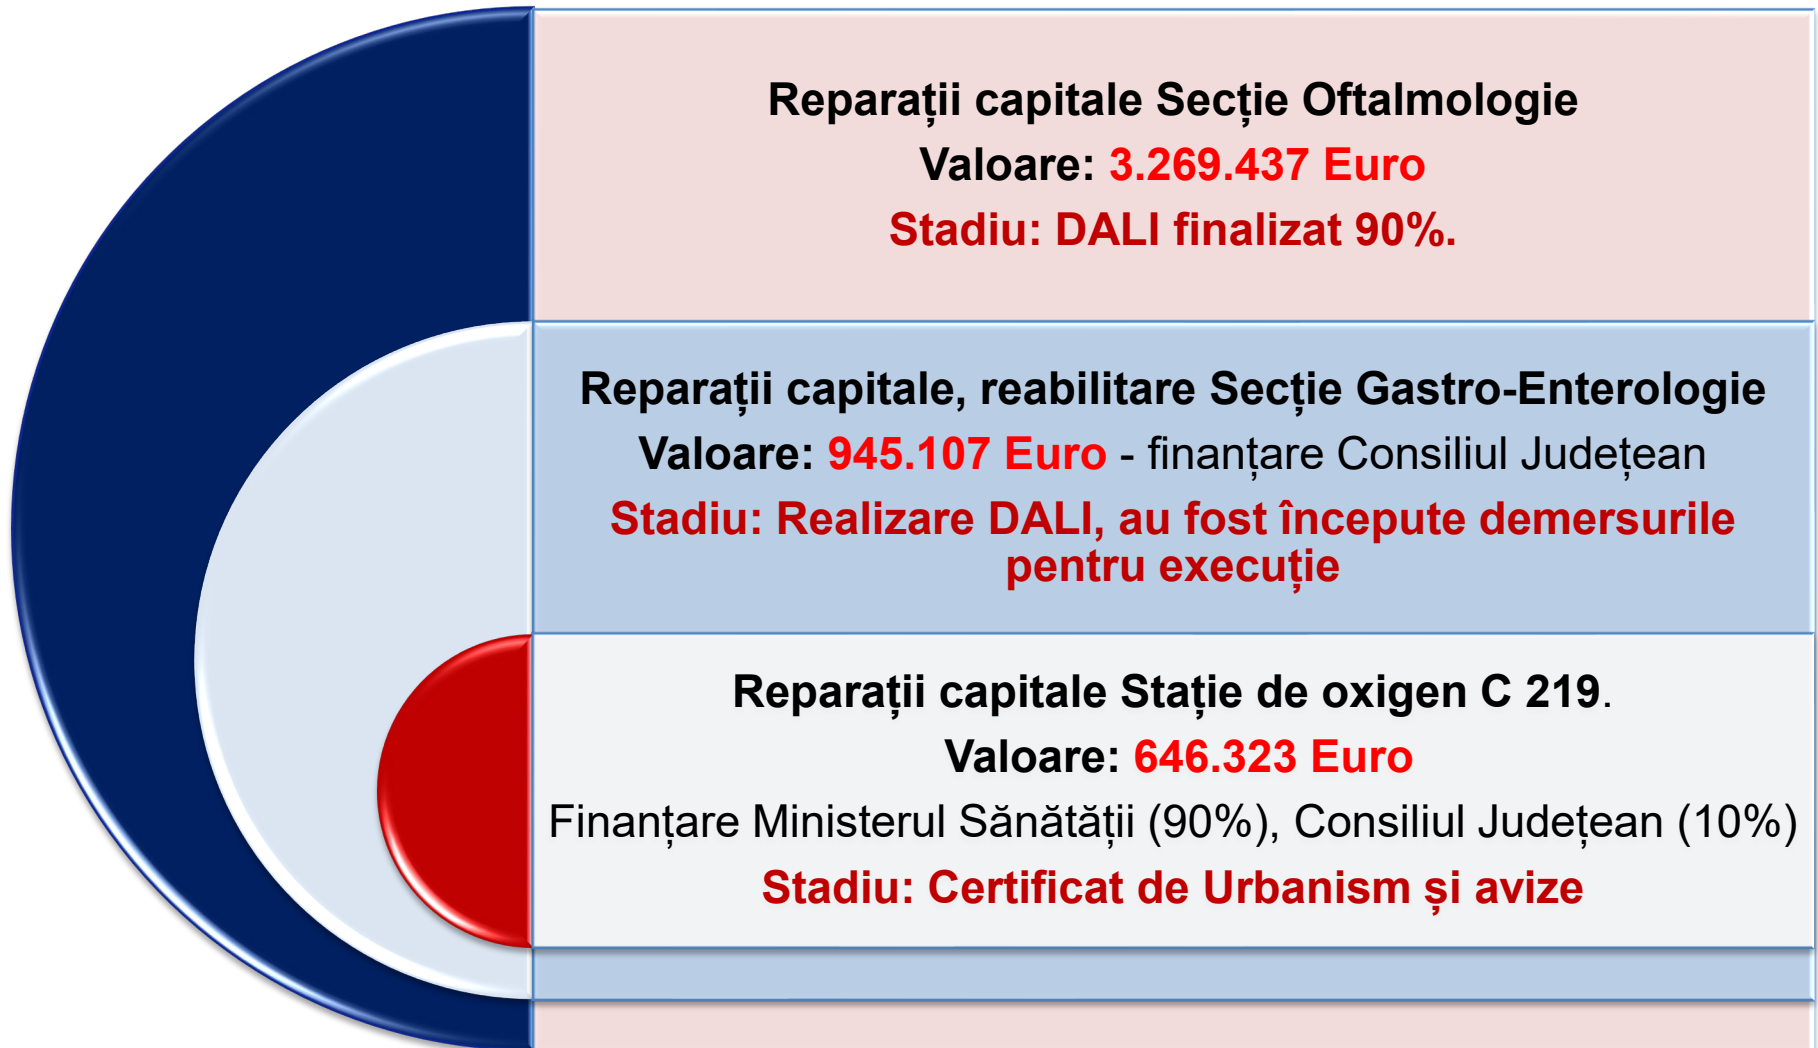 Reparații capitale Secție Oftalmologie
Valoare: 3.269.437 Euro
Stadiu: DALI finalizat 90%.
Reparații capitale, reabilitare Secție Gastro-Enterologie
Valoare: 945.107 Euro - finanțare Consiliul Județean
Stadiu: Realizare DALI, au fost începute demersurile
pentru execuție
Reparații capitale Stație de oxigen C 219.
Valoare: 646.323 Euro
Finanțare Ministerul Sănătății (90%), Consiliul Județean (10%)
Stadiu: Certificat de Urbanism și avize